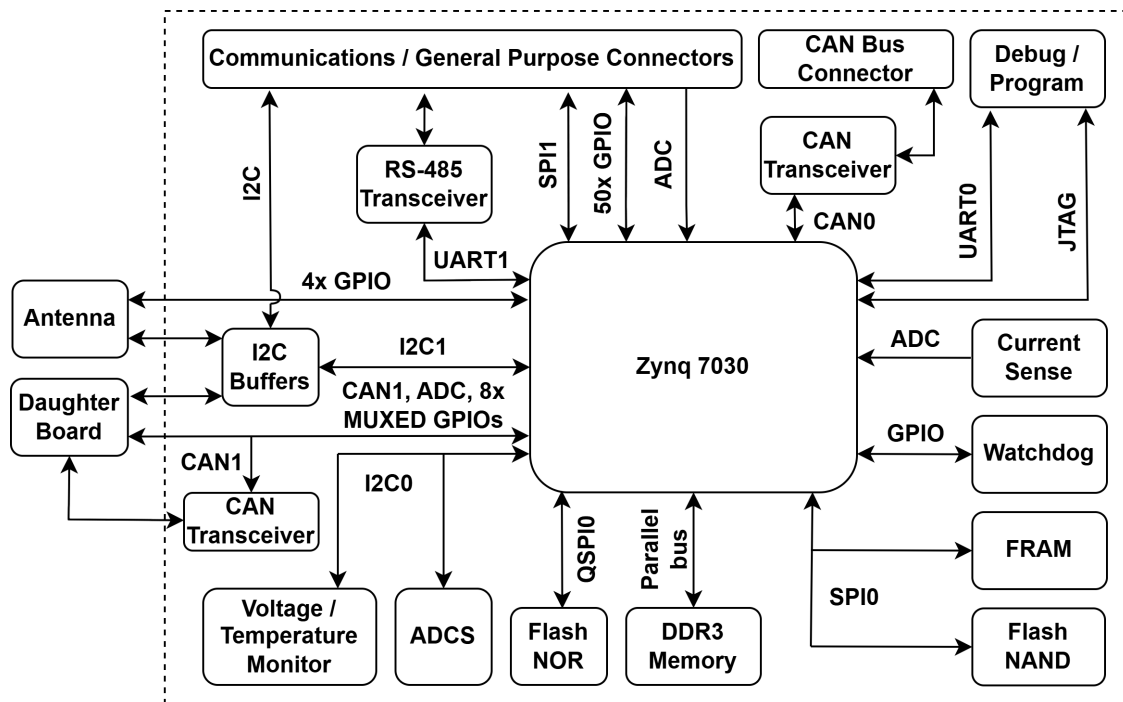 Communications / General Purpose Connectors
CAN Bus
Connector
Debug /
Program
I2C
RS-485
Transceiver
SPI1
50x GPIO
ADC
CAN
Transceiver
CAN0
UART0
JTAG
UART1
4x GPIO
Antenna
I2C
Buffers
I2C1
Zynq 7030
ADC
Current
Sense
Daughter
Board
CAN1, ADC, 8x
MUXED GPIOs
GPIO
Watchdog
CAN1
I2C0
CAN
Transceiver
QSPI0
Parallel
bus
SPI0
FRAM
Voltage /
Temperature
Monitor
ADCS
Flash
NOR
DDR3
Memory
Flash
NAND